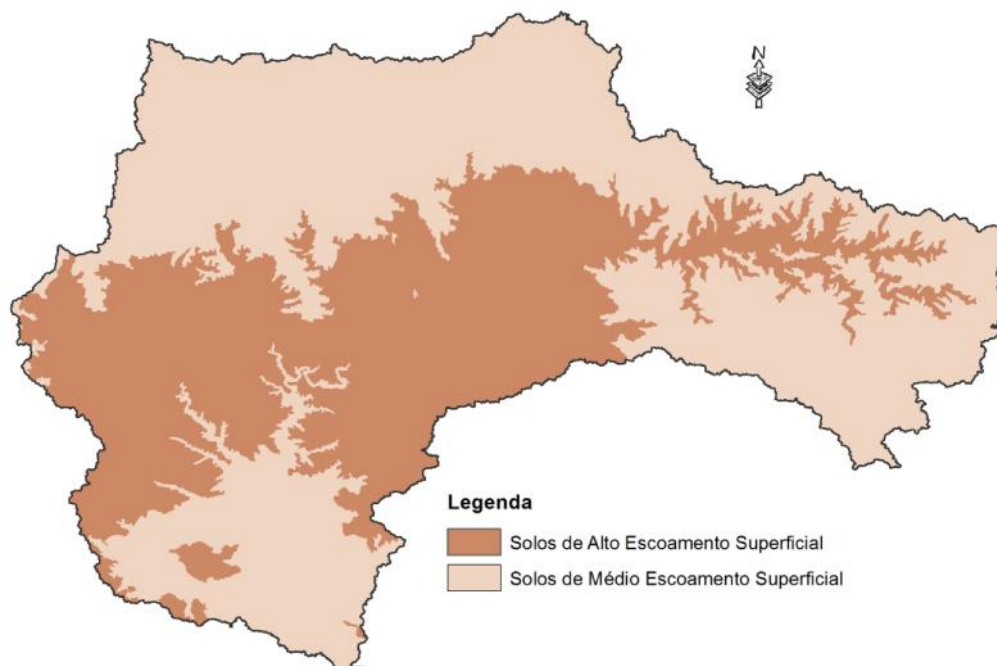 N
Legenda
Solos de Alto Escoamento Superficial
Solos de Médio Escoamento Superficial